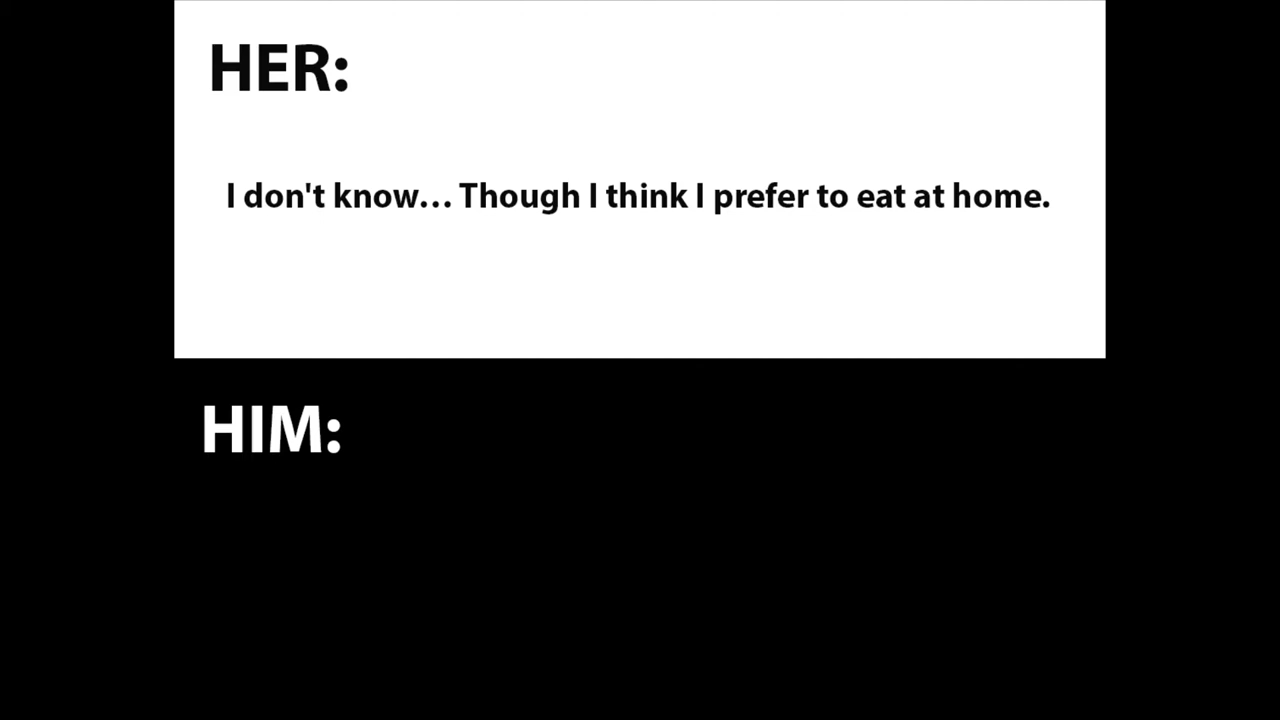 HER:
I don't know… Though I think I prefer to eat at home.
HIM: